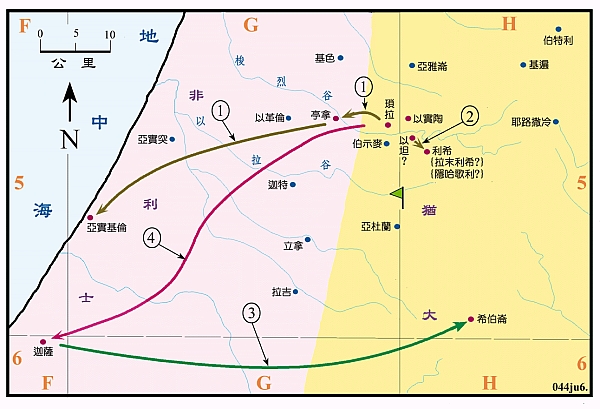 F
G
H
0 5 10
公里
N
地
中
海
非
利
士
猶
大
梭
烈
谷
以
拉
谷
基色
亞雅崙
基遍
伯特利
耶路撒冷
亭拿
瑣拉
以實陶
以革倫
亞實突
伯示麥
以坦?
利希
(拉末利希?)
(隱哈歌利?)
迦特
立拿
拉吉
亞杜蘭
亞實基倫
迦薩
希伯崙
1
1
2
4
3
5
5
6
6
F
G
H
044ju6.